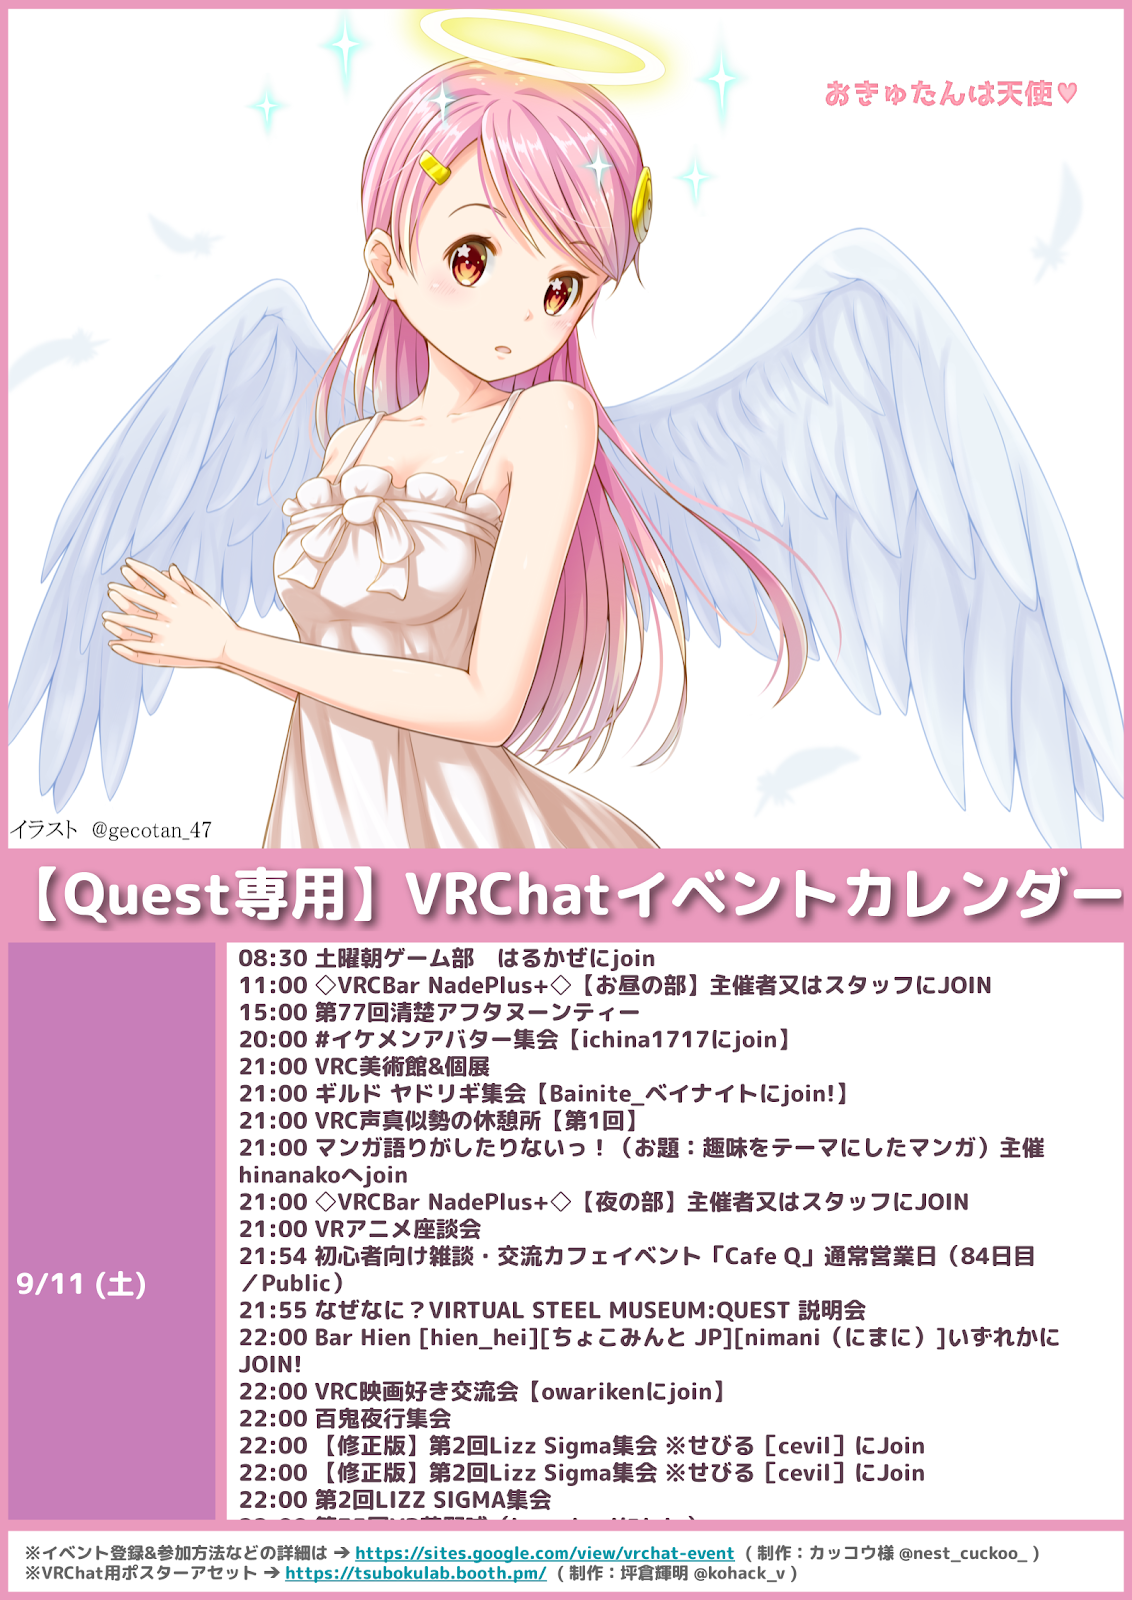 おきゅたんは天使♥
イラスト @gecotan_47
【Quest専用】VRChatイベントカレンダー
9/11 (土)
08:30 土曜朝ゲーム部　はるかぜにjoin
11:00 ◇VRCBar NadePlus+◇【お昼の部】主催者又はスタッフにJOIN
15:00 第77回清楚アフタヌーンティー
20:00 #イケメンアバター集会【ichina1717にjoin】
21:00 VRC美術館&個展
21:00 ギルド ヤドリギ集会【Bainite_ベイナイトにjoin!】
21:00 VRC声真似勢の休憩所【第1回】
21:00 マンガ語りがしたりないっ！（お題：趣味をテーマにしたマンガ）主催
hinanakoへjoin
21:00 ◇VRCBar NadePlus+◇【夜の部】主催者又はスタッフにJOIN
21:00 VRアニメ座談会
21:54 初心者向け雑談・交流カフェイベント「Cafe Q」通常営業日（84日目
／Public）
21:55 なぜなに？VIRTUAL STEEL MUSEUM:QUEST 説明会
22:00 Bar Hien [hien_hei][ちょこみんと JP][nimani（にまに）]いずれかに
JOIN!
22:00 VRC映画好き交流会【owarikenにjoin】
22:00 百鬼夜行集会
22:00 【修正版】第2回Lizz Sigma集会 ※せびる［cevil］にJoin
22:00 【修正版】第2回Lizz Sigma集会 ※せびる［cevil］にJoin
22:00 第2回LIZZ SIGMA集会
※イベント登録&参加方法などの詳細は → https://sites.google.com/view/vrchat-event （制作：カッコウ様 @nest_cuckoo_ ）
※VRChat用ポスターアセット → https://tsubokulab.booth.pm/ （制作：坪倉輝明 @kohack_v ）